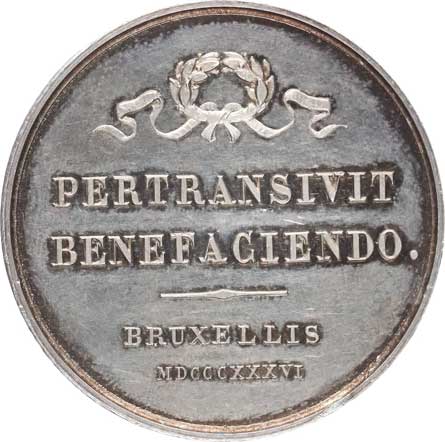 PERTRANSIVIT
BENEFACIENDO.
BRUXELLIS
MDCCCXXXVI